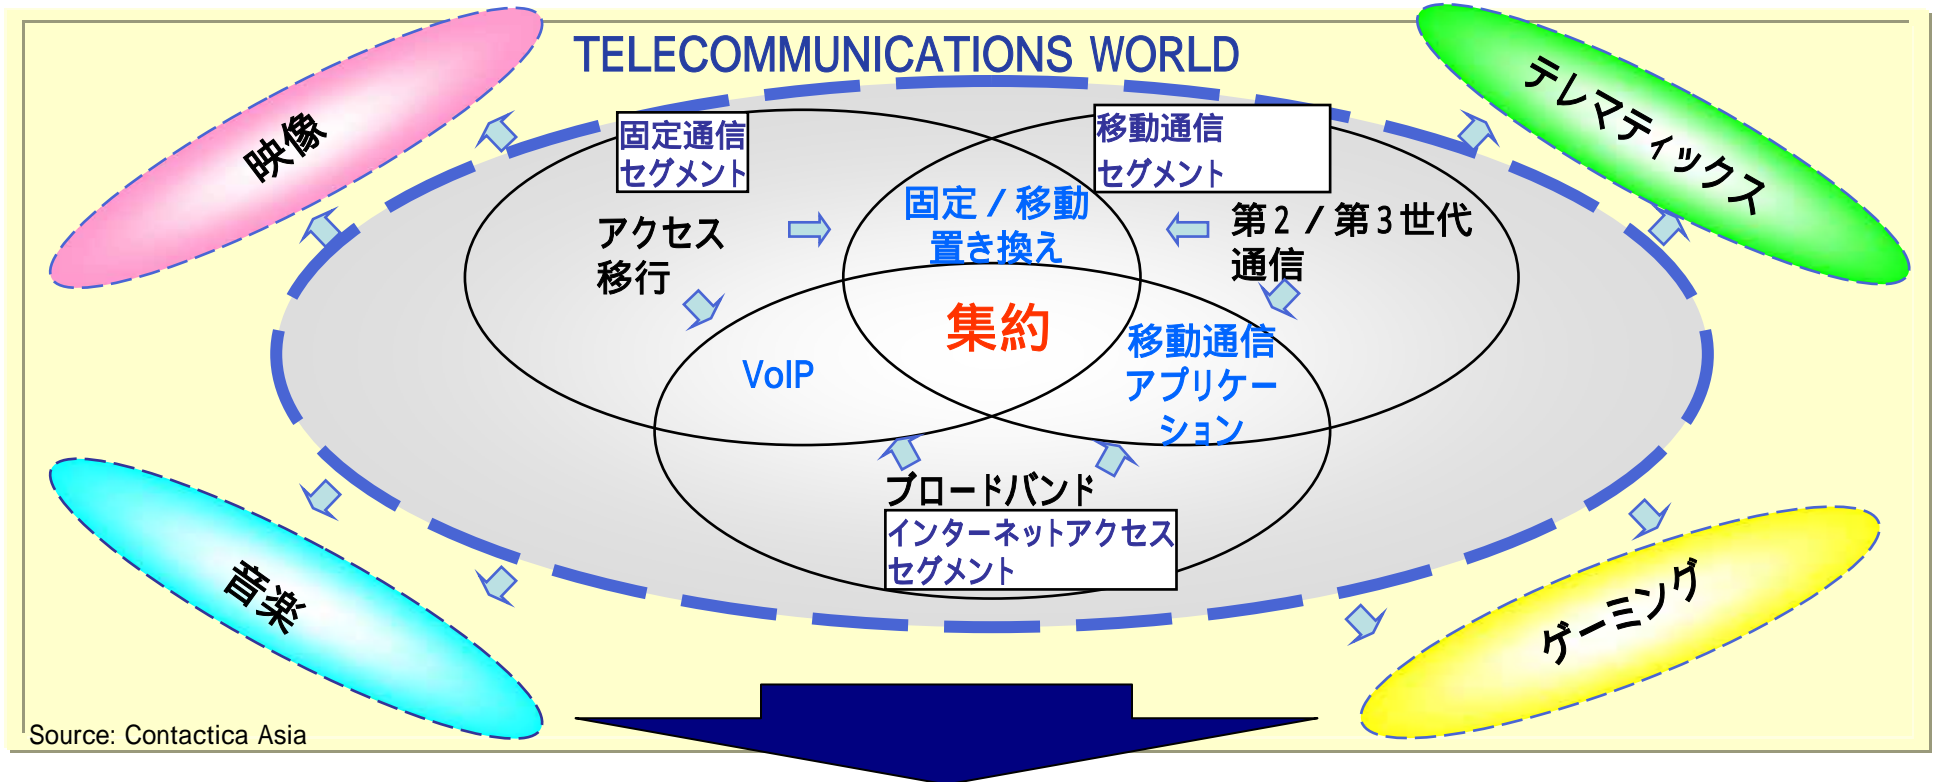 TELECOMMUNICATIONS WORLD
映像
テレマティックス
固定通信
セグメント
移動通信
セグメント
固定／移動
置き換え
アクセス
移行
第２／第３世代
通信
集約
VoIP
移動通信
アプリケー
ション
ブロードバンド
インターネットアクセス
セグメント
音楽
ゲーミング
Source: Contactica Asia